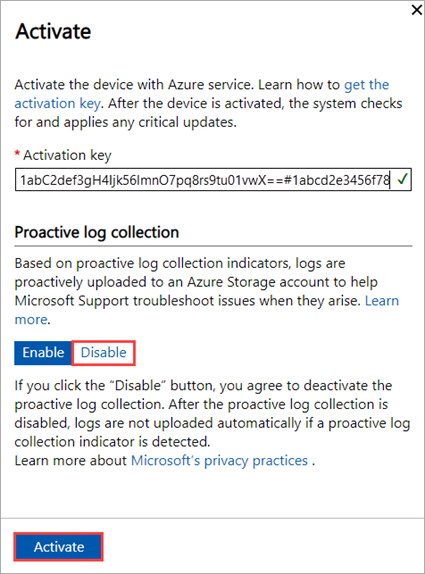 Activate
Activate the device with Azure service. Learn how to get the
activation key. After the device is activated, the system checks
for and applies any critical updates.
* Activation key
1abC2def3gH4Ijk56lmnO7pq8rs9tu01vwX==#1abcd2e3456f78
Proactive log collection
Based on proactive log collection indicators, logs are
proactively uploaded to an Azure Storage account to help
Microsoft Support troubleshoot issues when they arise. Learn
more.
Enable Disable
If you click the “Disable” button, you agree to deactivate the
proactive log collection. After the proactive log collection is
disabled, logs are not uploaded automatically if a proactive log
collection indicator is detected.
Learn more about Microsoft’s privacy practices .
Activate